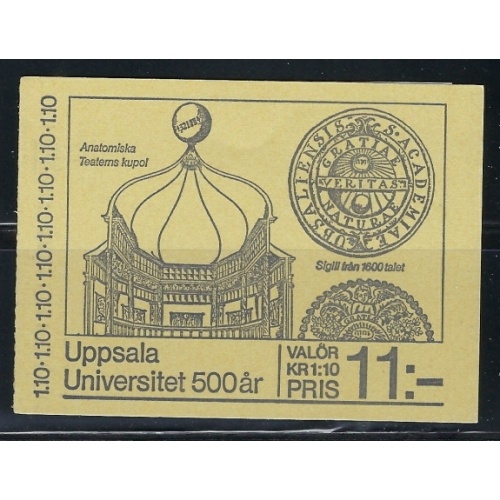 1.10·1.10·1.10·1.10·1.10·1.10·1.10·1.10
Anatomiska
Teaterns kupol
S. ACADEMIAE UBSALIENSIS
GRATIAE
VERITAS
NATURAE
Sigill från 1600 talet
Uppsala
Universitet 500 år
VALÖR
KR 1:10
PRIS
11:-